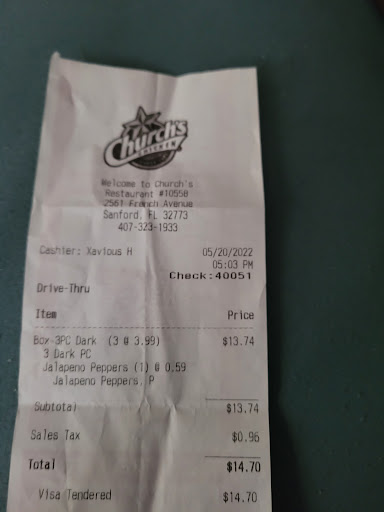 Church's
CHICKEN
Welcome to Church's
Restaurant #10558
2561 French Avenue
Sanford, FL 32773
407-323-1933
Cashier: Xavious H 05/20/2022
05:03 PM
Check:40051
Drive-Thru
Item Price
Box-3PC Dark (3 @ 3.99) $13.74
3 Dark PC
Jalapeno Peppers (1) @ 0.59
Jalapeno Peppers, P
Subtotal $13.74
Sales Tax $0.96
Total $14.70
Visa Tendered $14.70